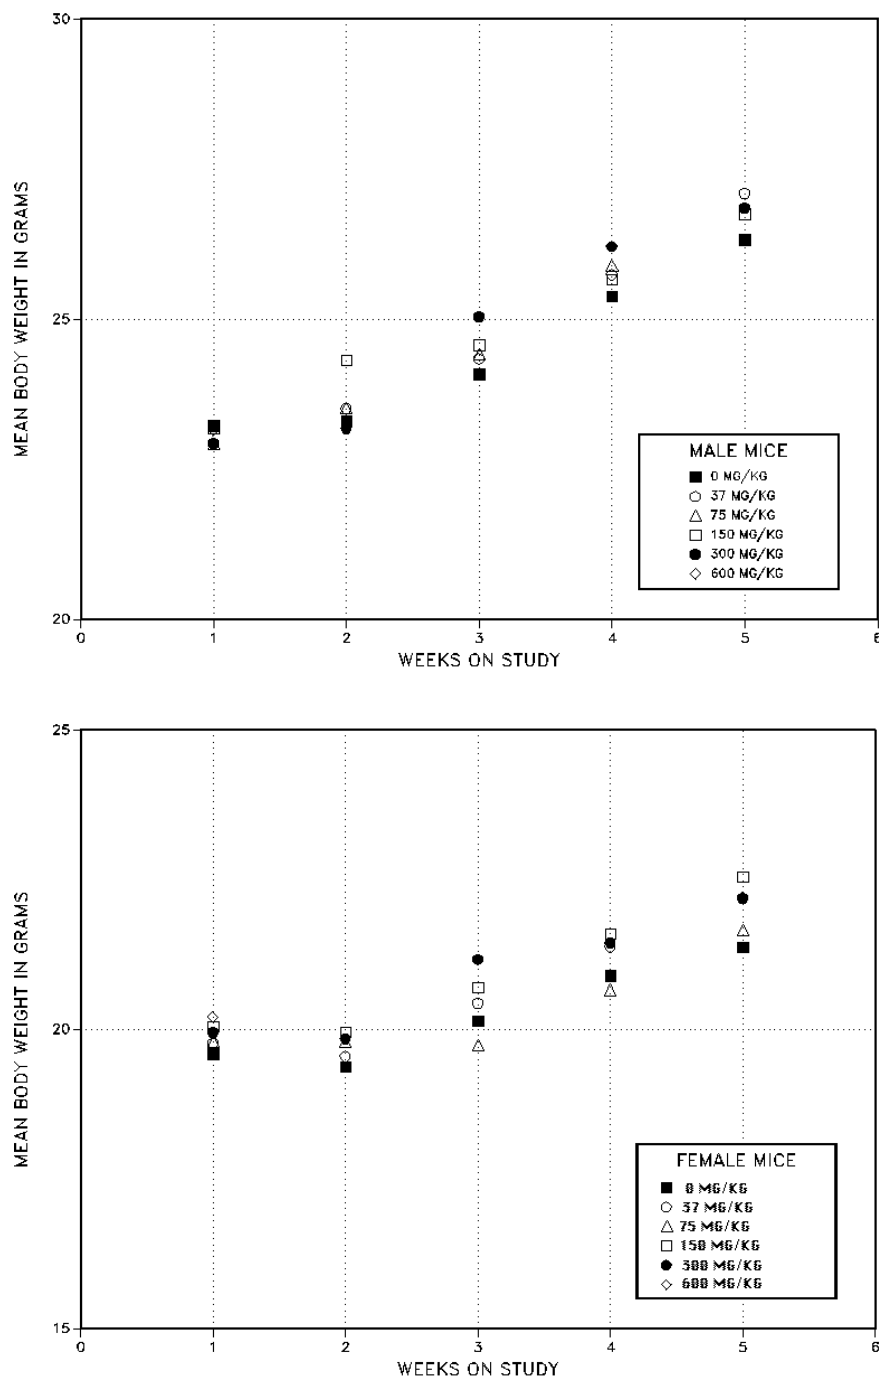 30
25
20
MEAN BODY WEIGHT IN GRAMS
MALE MICE
0 MG/KG
37 MG/KG
75 MG/KG
150 MG/KG
300 MG/KG
600 MG/KG
0 1 2 3 4 5 6
WEEKS ON STUDY
25
20
15
MEAN BODY WEIGHT IN GRAMS
FEMALE MICE
0 MG/KG
37 MG/KG
75 MG/KG
150 MG/KG
300 MG/KG
600 MG/KG
0 1 2 3 4 5 6
WEEKS ON STUDY